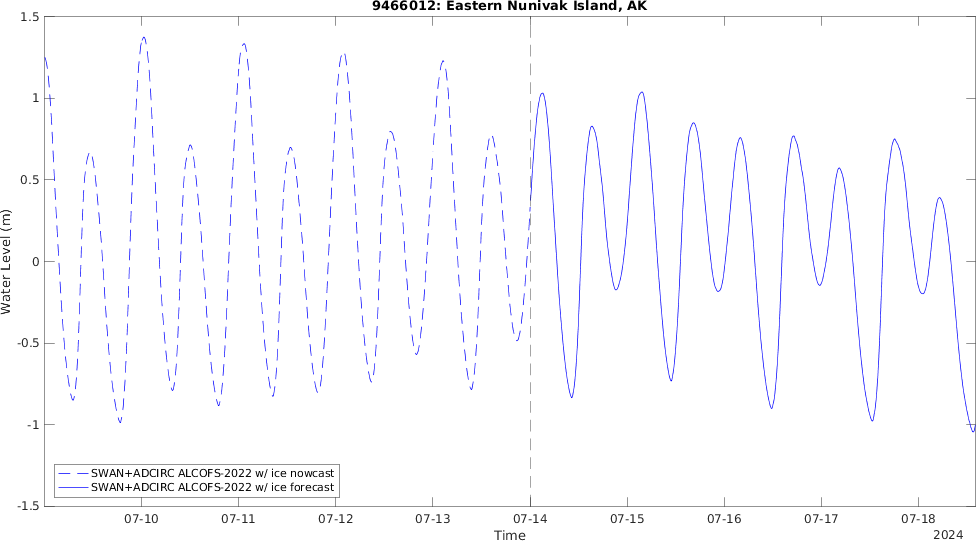 9466012: Eastern Nunivak Island, AK
1.5
1
0.5
0
-0.5
-1
-1.5
Water Level (m)
SWAN+ADCIRC ALCOFS-2022 w/ ice nowcast
SWAN+ADCIRC ALCOFS-2022 w/ ice forecast
07-10 07-11 07-12 07-13 07-14 07-15 07-16 07-17 07-18
Time
2024